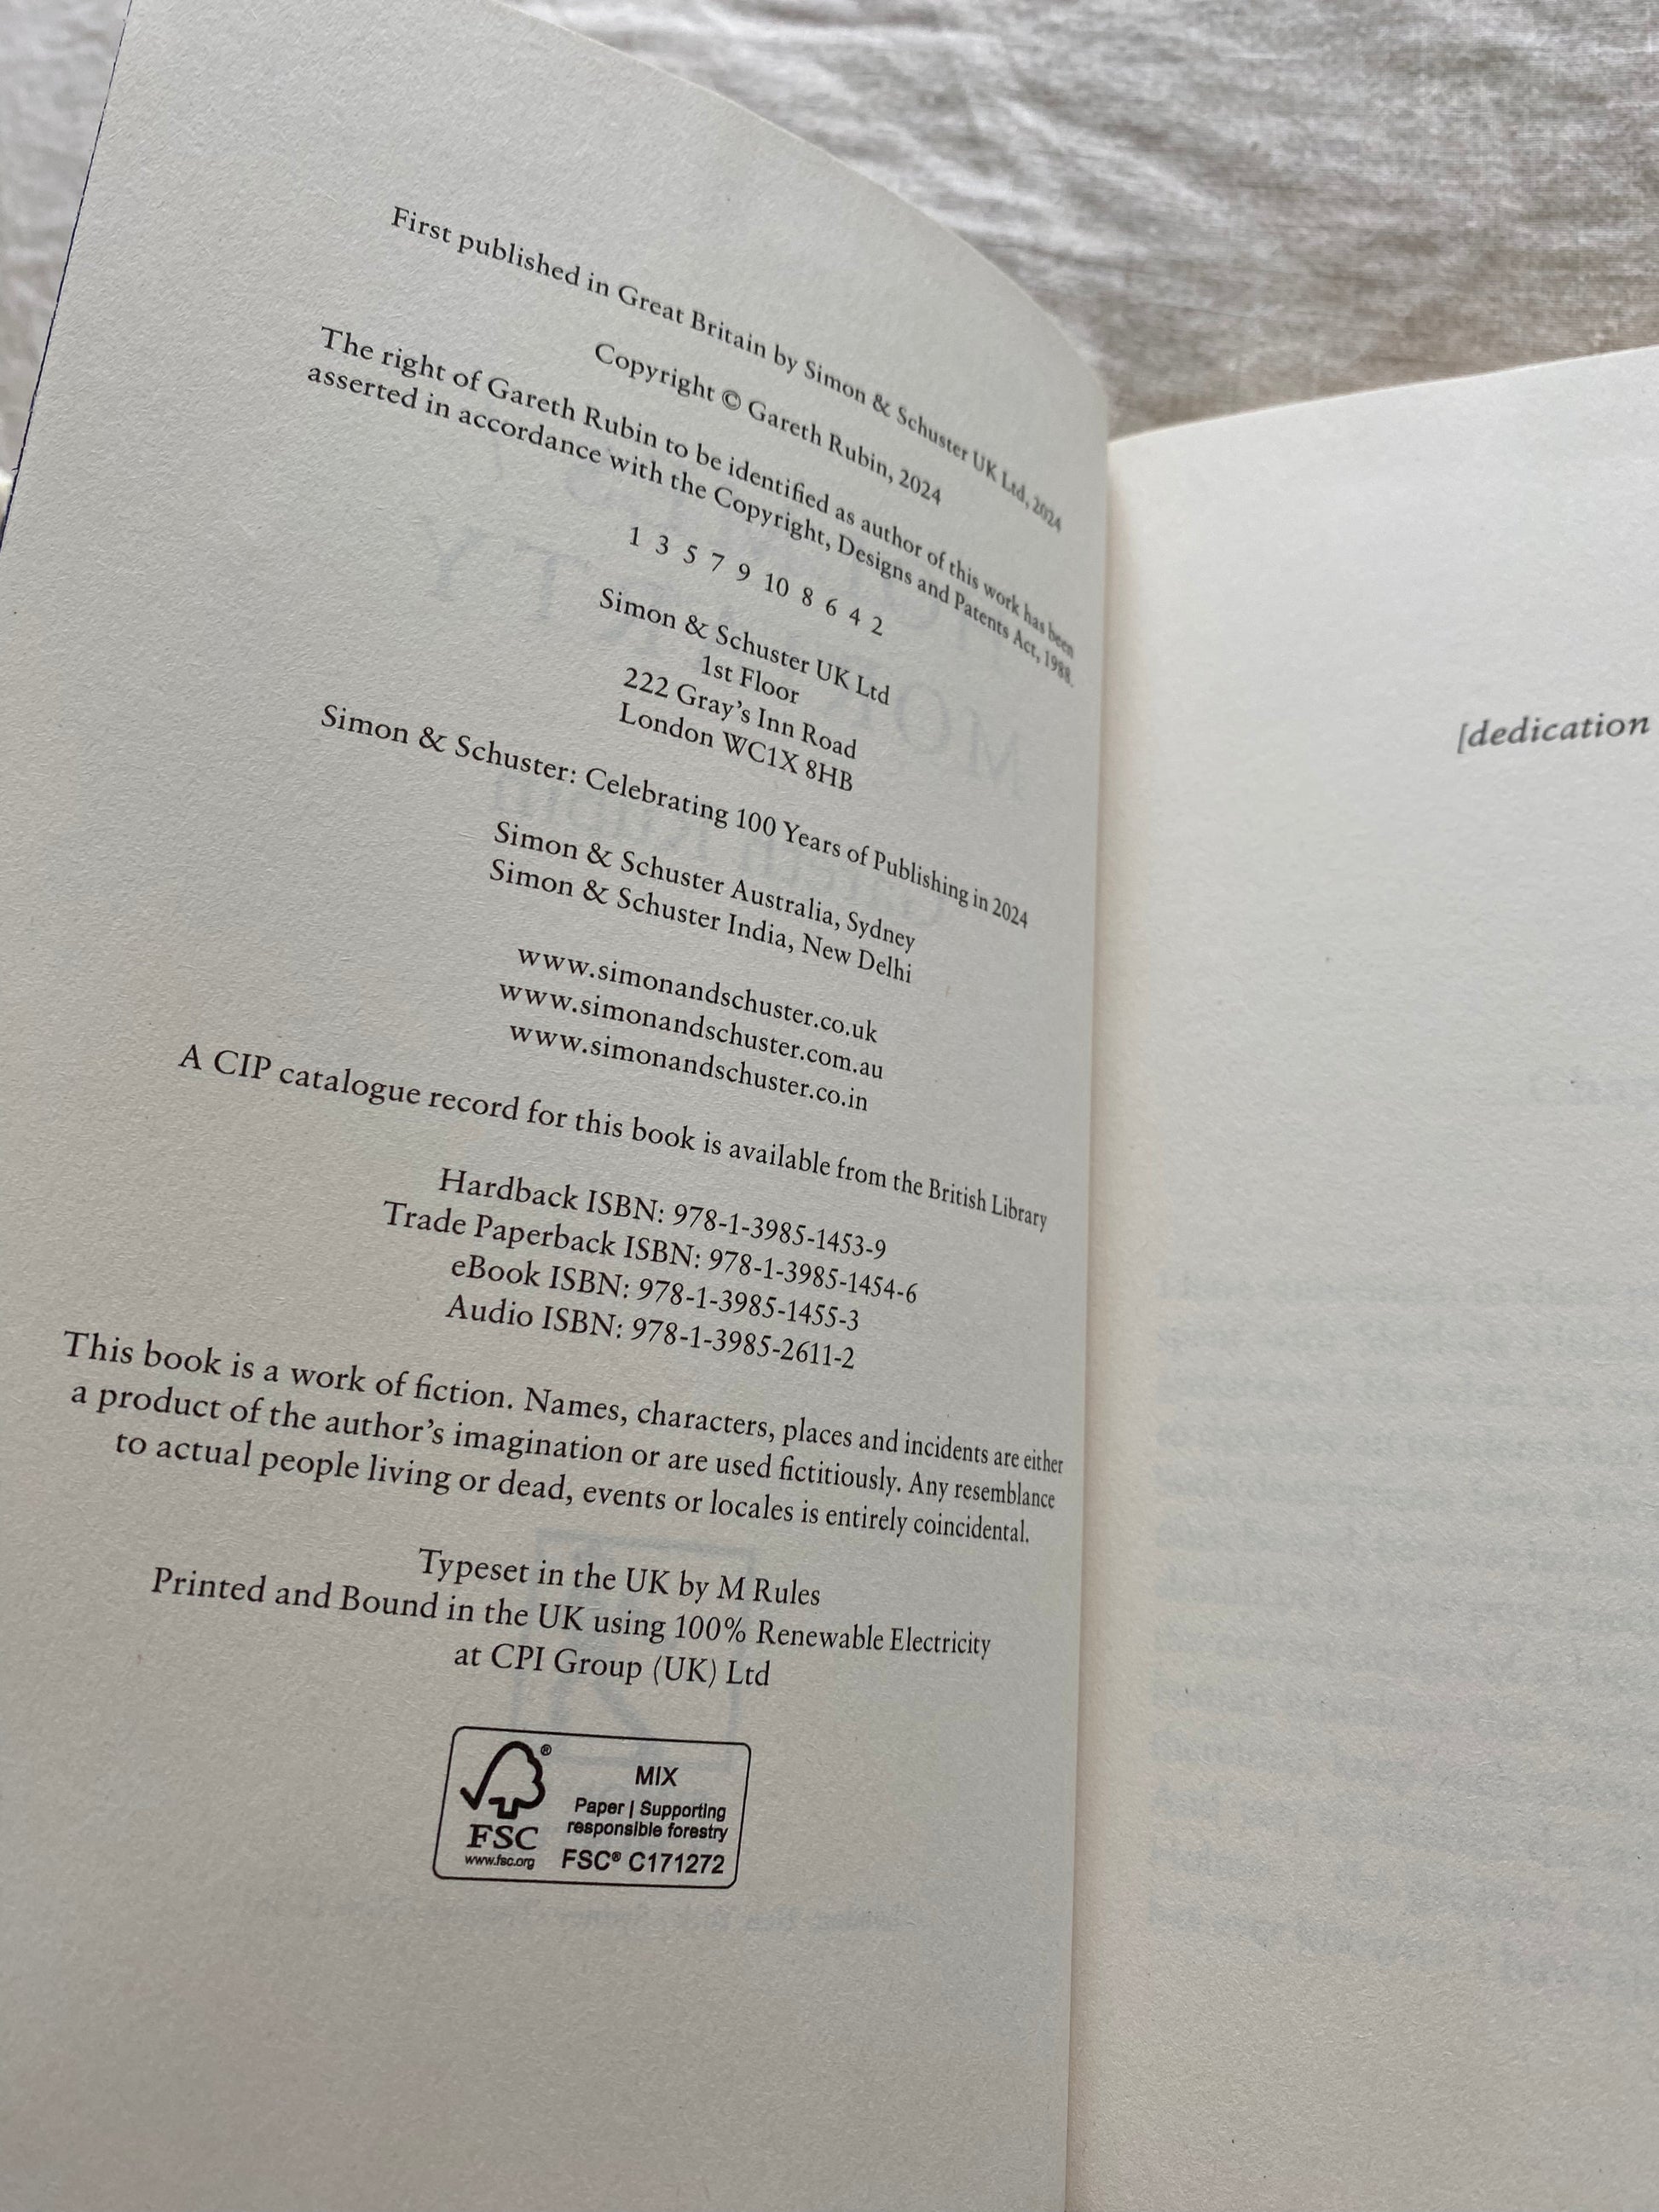 First published in Great Britain by Simon & Schuster UK Ltd, 2024
Copyright © Gareth Rubin, 2024
The right of Gareth Rubin to be identified as author of this work has been
asserted in accordance with the Copyright, Designs and Patents Act, 1988.
1 3 5 7 9 10 8 6 4 2
Simon & Schuster UK Ltd
1st Floor
222 Gray's Inn Road
London WC1X 8HB
Simon & Schuster: Celebrating 100 Years of Publishing in 2024
Simon & Schuster Australia, Sydney
Simon & Schuster India, New Delhi
www.simonandschuster.co.uk
www.simonandschuster.com.au
www.simonandschuster.co.in
A CIP catalogue record for this book is available from the British Library
Hardback ISBN: 978-1-3985-1453-9
Trade Paperback ISBN: 978-1-3985-1454-6
eBook ISBN: 978-1-3985-1455-3
Audio ISBN: 978-1-3985-2611-2
This book is a work of fiction. Names, characters, places and incidents are either
a product of the author's imagination or are used fictitiously. Any resemblance
to actual people living or dead, events or locales is entirely coincidental.
Typeset in the UK by M Rules
Printed and Bound in the UK using 100% Renewable Electricity
at CPI Group (UK) Ltd
FSC®
www.fsc.org
MIX
Paper | Supporting
responsible forestry
FSC® C171272
[dedication